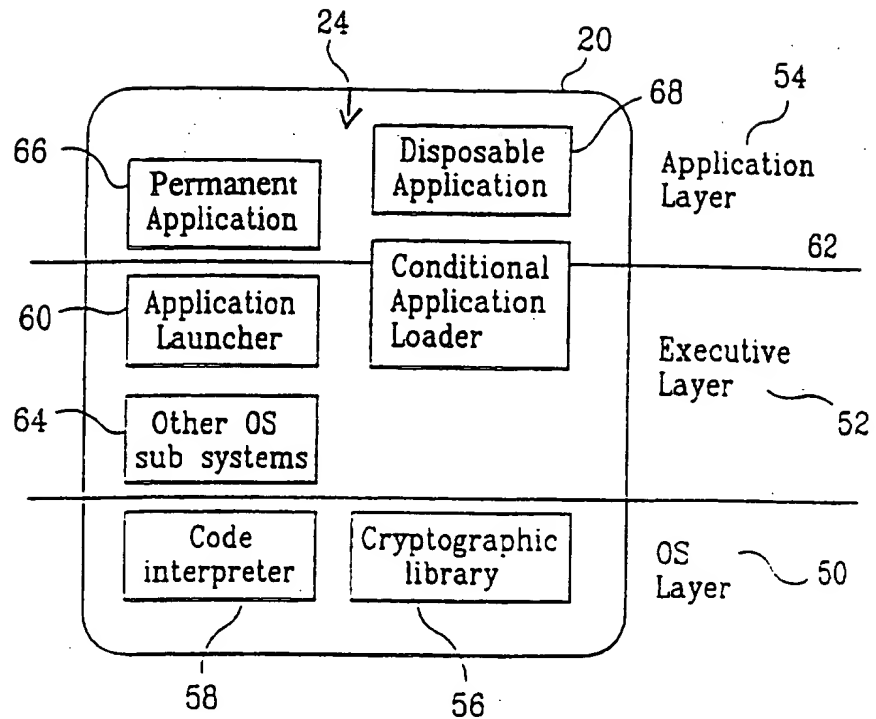 24
20
68
54
66
Disposable
Application
Permanent
Application
Application
Layer
62
60
Application
Launcher
Conditional
Application
Loader
Executive
Layer
52
64
Other OS
sub systems
Code
interpreter
Cryptographic
library
OS
Layer
50
58
56